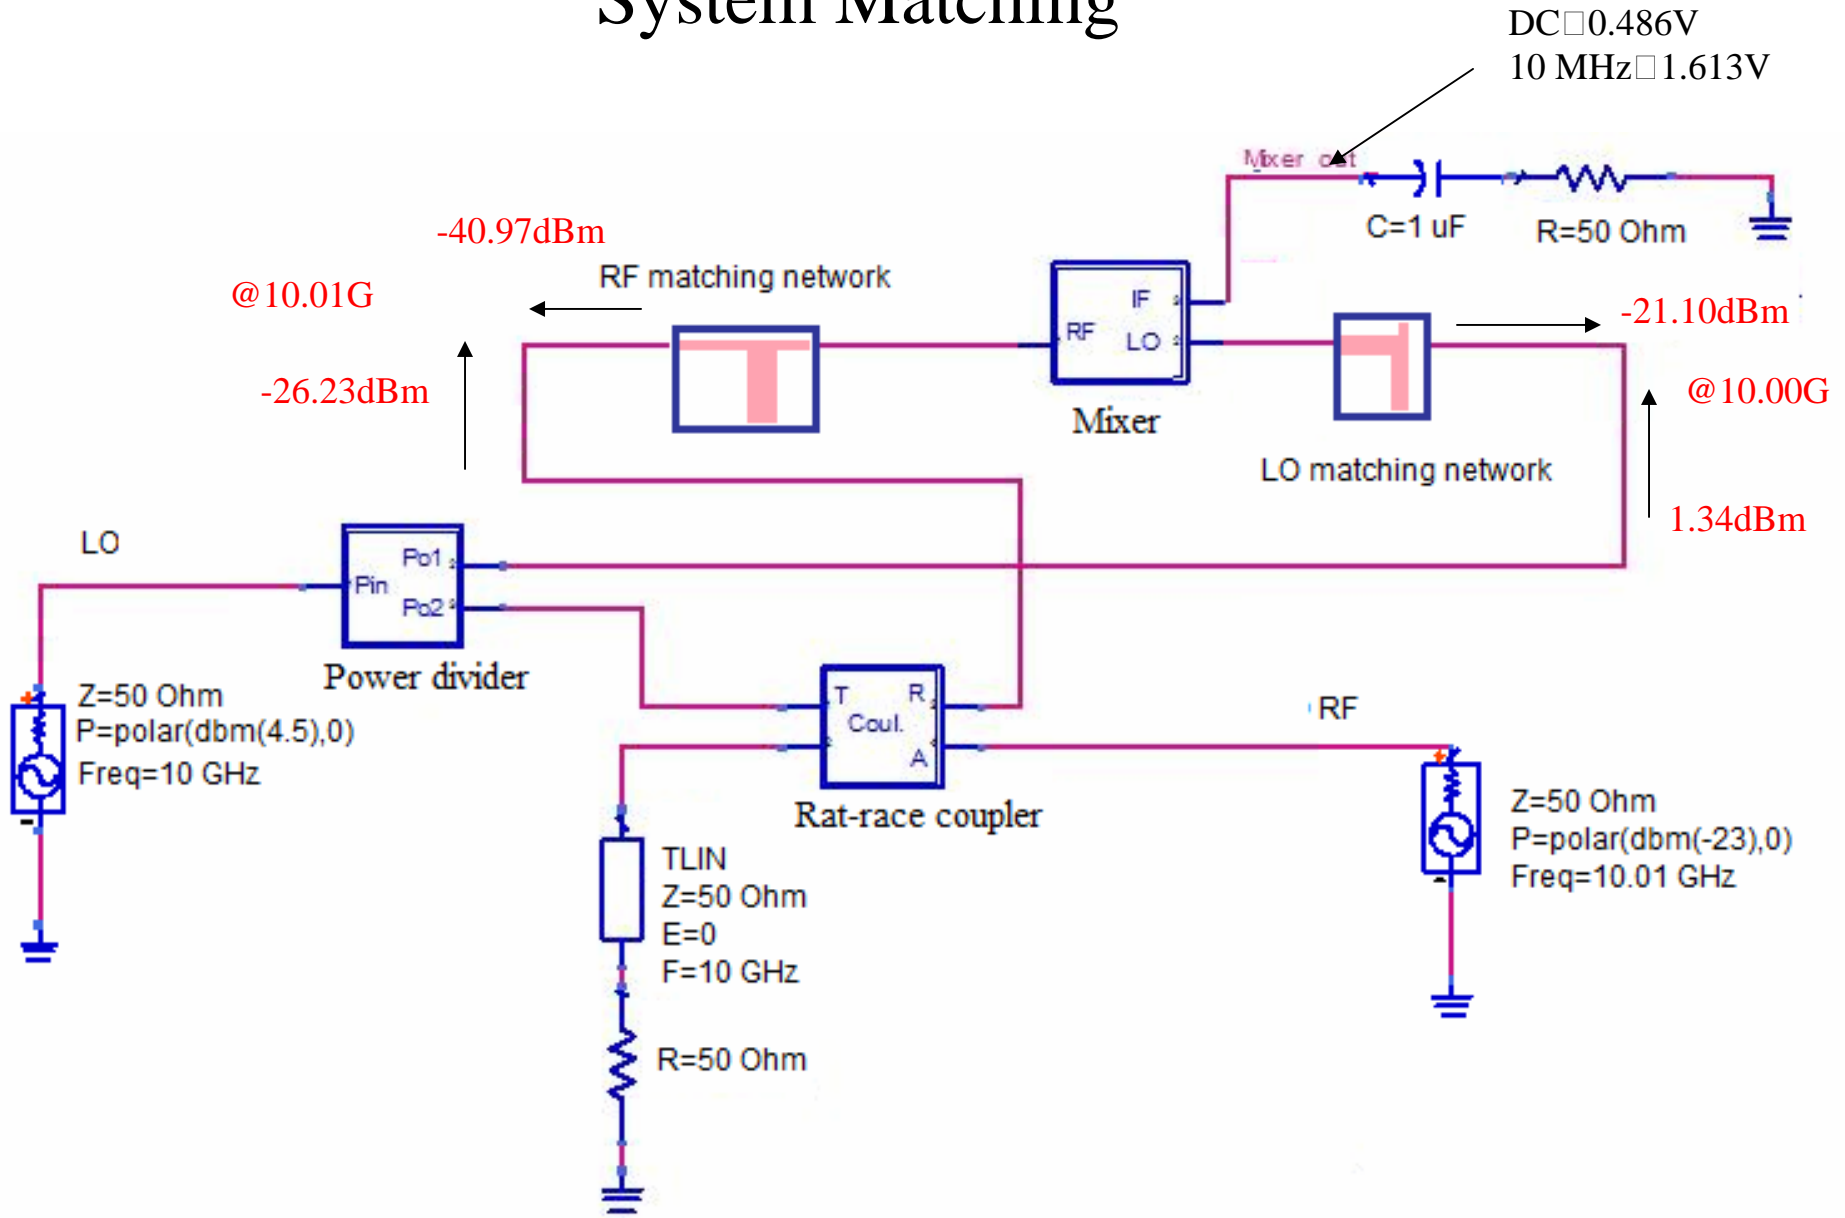 System Matching
DC□0.486V
10 MHz□1.613V
Mixer out
C=1 uF
R=50 Ohm
-40.97dBm
RF matching network
@10.01G
-26.23dBm
IF
RF
LO
Mixer
-21.10dBm
@10.00G
LO matching network
1.34dBm
LO
Pin
Po1
Po2
Power divider
Z=50 Ohm
P=polar(dbm(4.5),0)
Freq=10 GHz
T
R
Coul.
A
Rat-race coupler
RF
Z=50 Ohm
P=polar(dbm(-23),0)
Freq=10.01 GHz
TLIN
Z=50 Ohm
E=0
F=10 GHz
R=50 Ohm